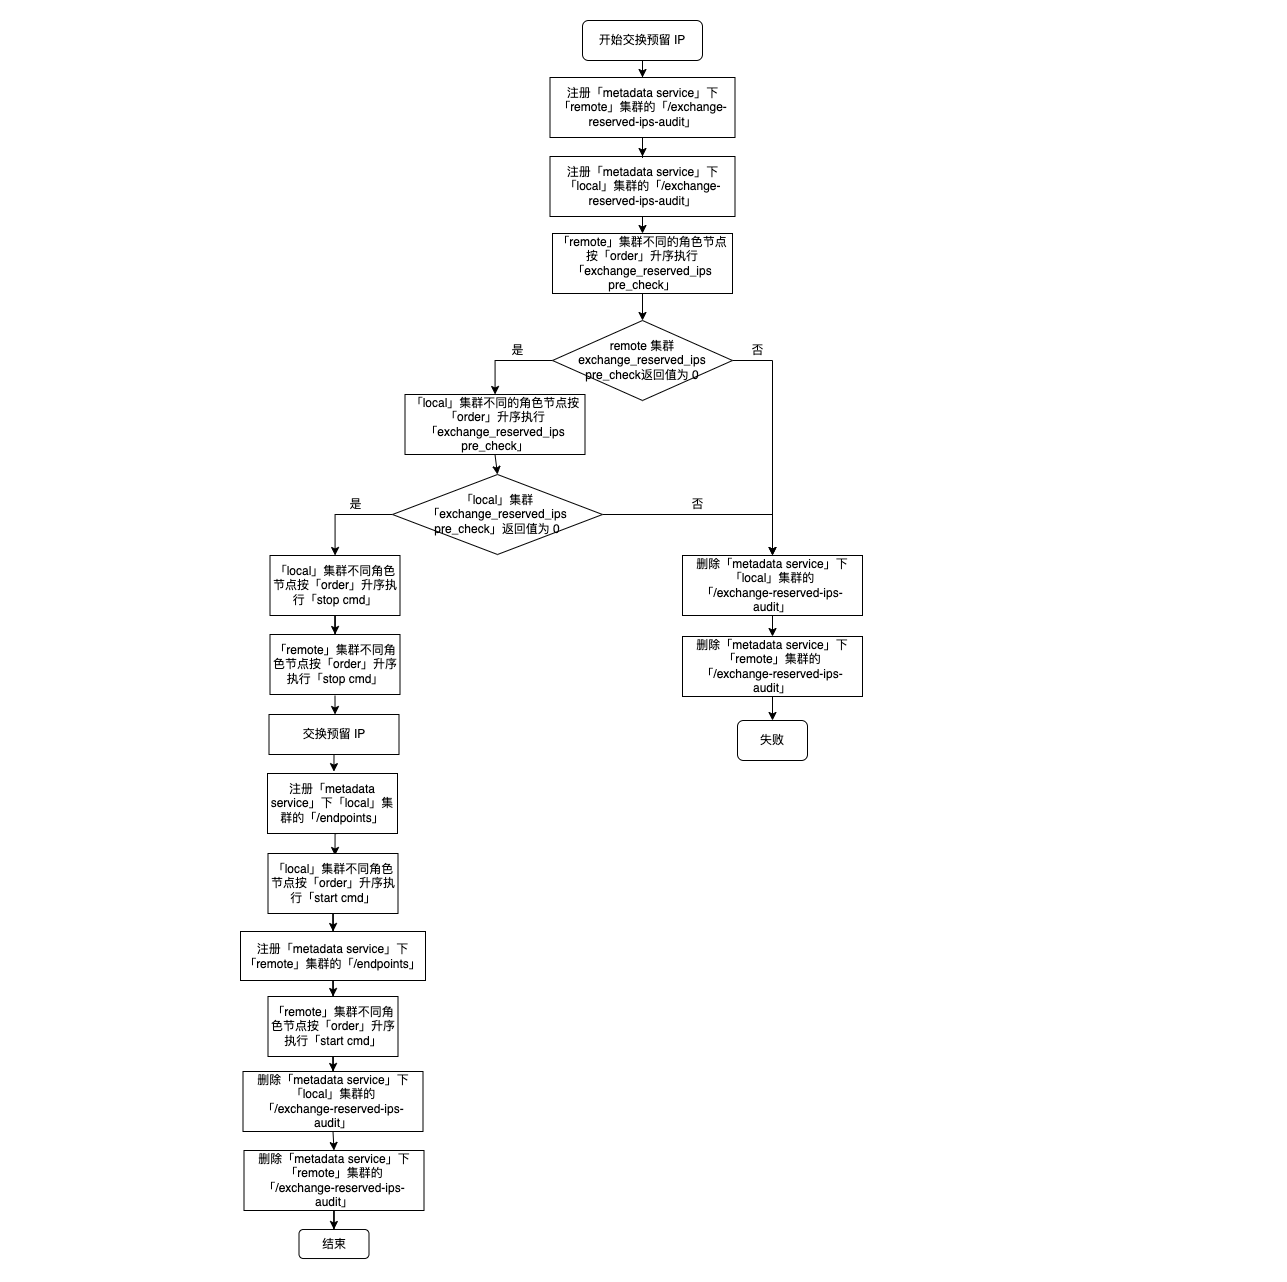 开始交换预留 IP
注册「metadata service」下
「remote」集群的「/exchange-
reserved-ips-audit」
注册「metadata service」下
「local」集群的「/exchange-
reserved-ips-audit」
「remote」集群不同的角色节点
按「order」升序执行
「exchange_reserved_ips
pre_check」
remote 集群
exchange_reserved_ips
pre_check返回值为 0
是
否
「local」集群不同的角色节点按
「order」升序执行
「exchange_reserved_ips
pre_check」
「local」集群
「exchange_reserved_ips
pre_check」返回值为 0
是
否
「local」集群不同角色
节点按「order」升序执
行「stop cmd」
「remote」集群不同角
色节点按「order」升序
执行「stop cmd」
交换预留 IP
注册「metadata
service」下「local」集
群的「/endpoints」
「local」集群不同角色
节点按「order」升序执
行「start cmd」
注册「metadata service」下
「remote」集群的「/endpoints」
「remote」集群不同角
色节点按「order」升序
执行「start cmd」
删除「metadata service」下
「local」集群的
「/exchange-reserved-ips-
audit」
删除「metadata service」下
「remote」集群的
「/exchange-reserved-ips-
audit」
结束
删除「metadata service」下
「local」集群的
「/exchange-reserved-ips-
audit」
删除「metadata service」下
「remote」集群的
「/exchange-reserved-ips-
audit」
失败